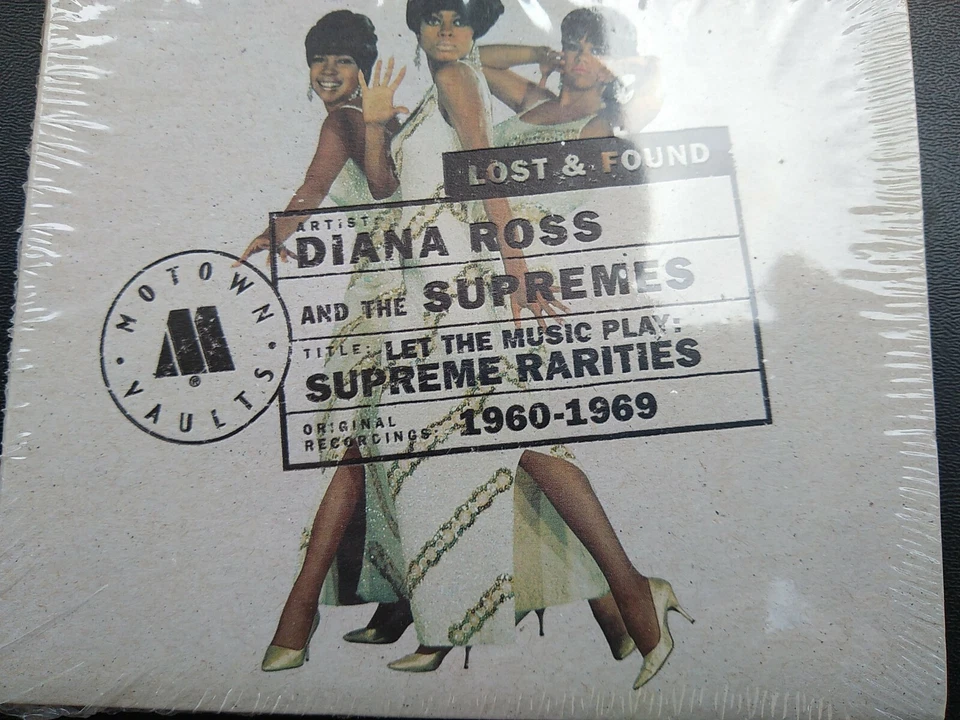 LOST & FOUND
ARTIST:
DIANA ROSS
AND THE SUPREMES
TITLE: LET THE MUSIC PLAY:
SUPREME RARITIES
ORIGINAL
RECORDINGS: 1960-1969
MOTOWN
M
®
VAULTS